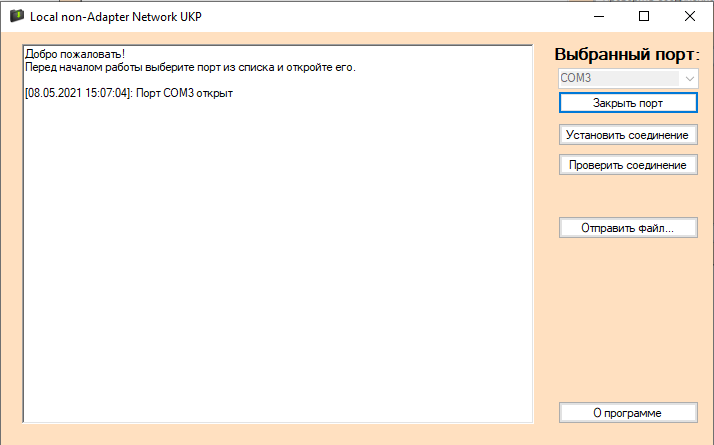 Local non-Adapter Network UKP
Добро пожаловать!
Перед началом работы выберите порт из списка и откройте его.
[08.05.2021 15:07:04]: Порт COM3 открыт
Выбранный порт:
COM3
Закрыть порт
Установить соединение
Проверить соединение
Отправить файл...
О программе